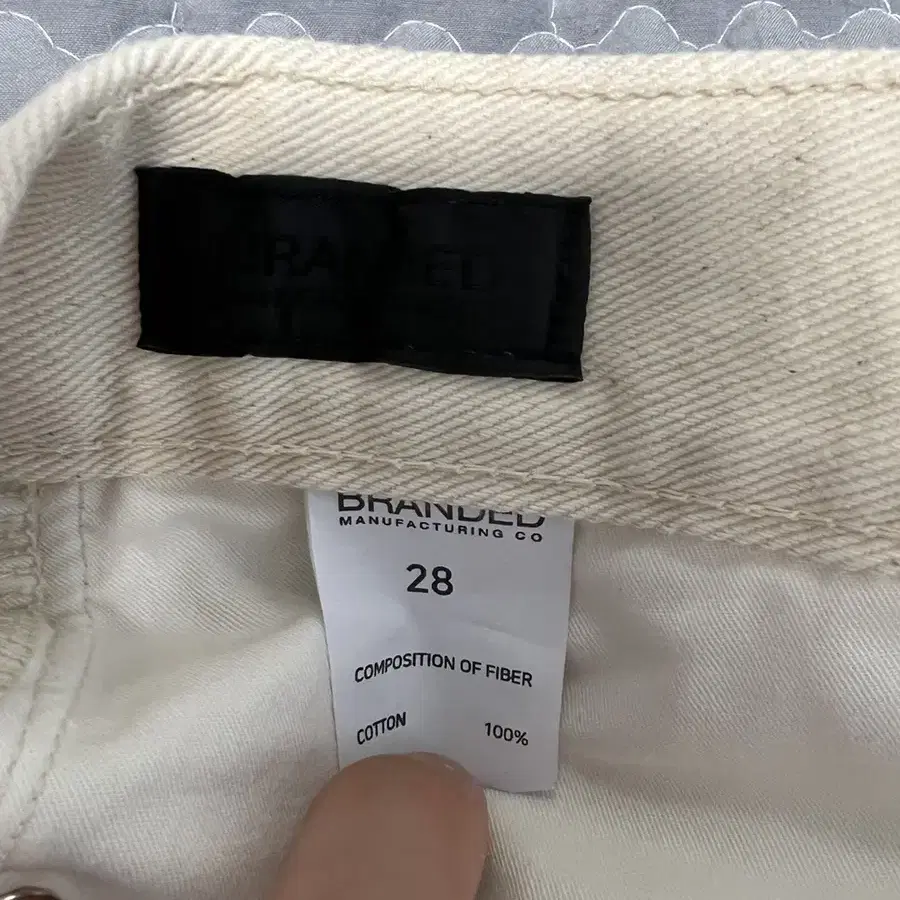 BRANDED
MANUFACTURING CO
28
COMPOSITION OF FIBER
COTTON 100%